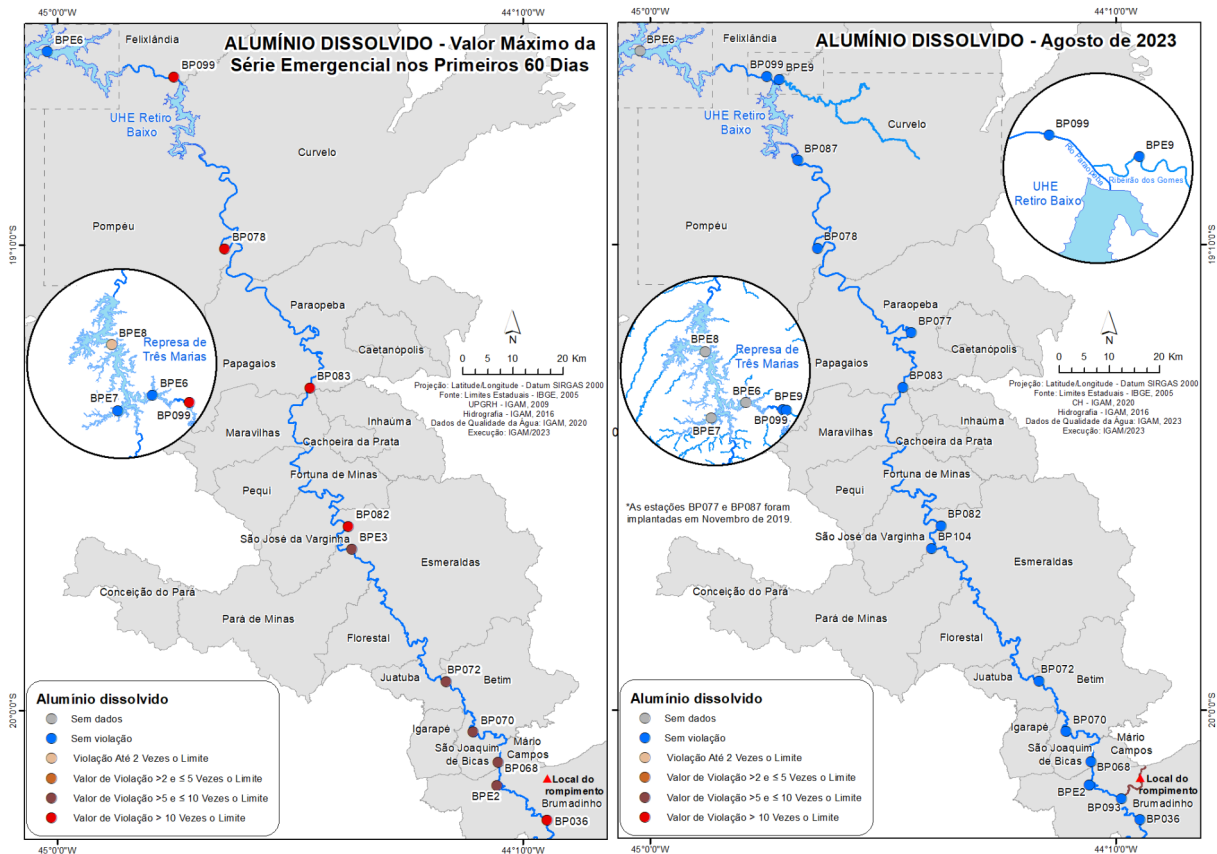 45°0'0"W
44°10'0"W
ALUMÍNIO DISSOLVIDO - Valor Máximo da
Série Emergencial nos Primeiros 60 Dias
BPE6
Felixlândia
BP099
UHE Retiro
Baixo
Curvelo
Pompéu
BP078
19°10'0"S
Paraopeba
BPE8
Represa de
Três Marias
BPE6
BPE7
BP099
Papagaios
Caetanópolis
N
0 5 10 20 Km
BP083
Projeção: Latitude/Longitude - Datum SIRGAS 2000
Fonte: Limites Estaduais - IBGE, 2005
UPGRH - IGAM, 2009
Hidrografia - IGAM, 2016
Dados de Qualidade da Água: IGAM, 2020
Execução: IGAM/2023
Inhaúma
Maravilhas
Cachoeira da Prata
Fortuna de Minas
Pequi
BP082
São José da Varginha
BPE3
Esmeraldas
Conceição do Pará
Pará de Minas
Florestal
BP072
Juatuba
Betim
20°0'0"S
Igarapé
BP070
São Joaquim
de Bicas
Mário
Campos
BP068
BPE2
Local do
rompimento
Brumadinho
BP036
Alumínio dissolvido
Sem dados
Sem violação
Violação Até 2 Vezes o Limite
Valor de Violação >2 e ≤ 5 Vezes o Limite
Valor de Violação >5 e ≤ 10 Vezes o Limite
Valor de Violação > 10 Vezes o Limite
45°0'0"W
44°10'0"W
45°0'0"W
44°10'0"W
ALUMÍNIO DISSOLVIDO - Agosto de 2023
BPE6
Felixlândia
BP099
BPE9
UHE Retiro
Baixo
Curvelo
BP087
BP099
BPE9
Rio Paraopeba
Ribeirão dos Gomes
UHE
Retiro Baixo
Pompéu
BP078
19°10'0"S
Paraopeba
BP077
BPE8
Represa de
Três Marias
BPE6
BPE9
BPE7
BP099
Papagaios
Caetanópolis
N
0 5 10 20 Km
BP083
Projeção: Latitude/Longitude - Datum SIRGAS 2000
Fonte: Limites Estaduais - IBGE, 2005
CH - IGAM, 2020
Hidrografia - IGAM, 2016
Dados de Qualidade da Água: IGAM, 2023
Execução: IGAM/2023
Inhaúma
Maravilhas
Cachoeira da Prata
Fortuna de Minas
Pequi
*As estações BP077 e BP087 foram
implantadas em Novembro de 2019.
BP082
São José da Varginha
BP104
Esmeraldas
Conceição do Pará
Pará de Minas
Florestal
BP072
Juatuba
Betim
20°0'0"S
Igarapé
BP070
São Joaquim
de Bicas
Mário
Campos
BP068
BPE2
Local do
rompimento
BP093
Brumadinho
BP036
Alumínio dissolvido
Sem dados
Sem violação
Violação Até 2 Vezes o Limite
Valor de Violação >2 e ≤ 5 Vezes o Limite
Valor de Violação >5 e ≤ 10 Vezes o Limite
Valor de Violação > 10 Vezes o Limite
45°0'0"W
44°10'0"W